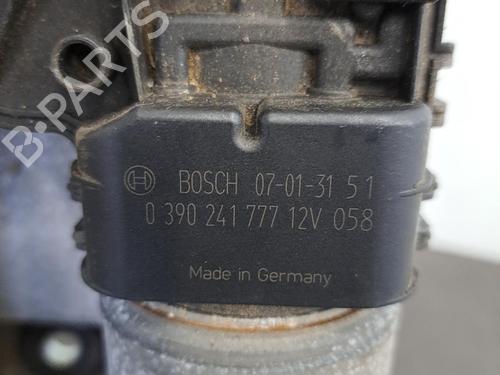 B-PARTS
BOSCH 07-01-31 5 1
0 390 241 777 12V 058
Made in Germany